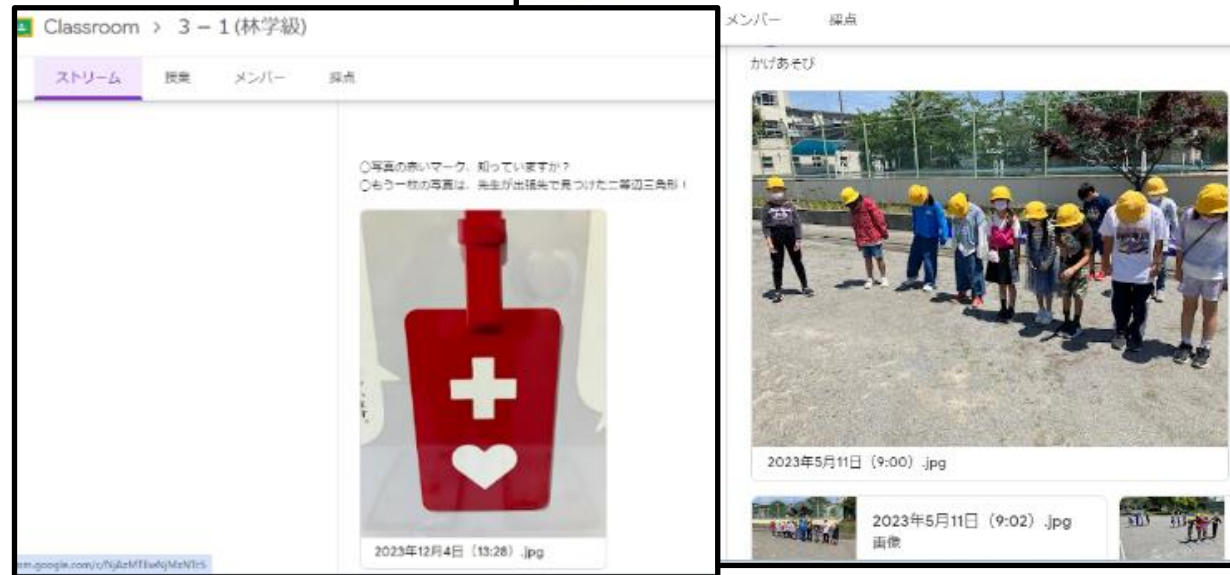 Classroom > 3－1(林学級)
ストリーム 授業 メンバー 採点
○写真の赤いマーク、知っていますか？
○もう一枚の写真は、先生が出張先で見つけた二等辺三角形！
2023年12月4日（13:28）.jpg
メンバー 採点
かげあそび
2023年5月11日（9:00）.jpg
2023年5月11日（9:02）.jpg
画像